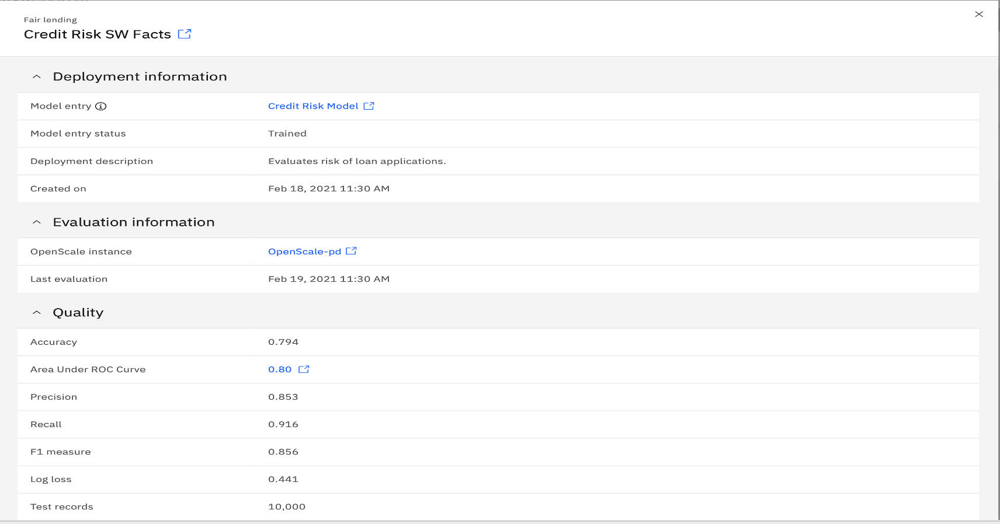 Fair lending
Credit Risk SW Facts
Deployment information
Model entry Credit Risk Model
Model entry status Trained
Deployment description Evaluates risk of loan applications.
Created on Feb 18, 2021 11:30 AM
Evaluation information
OpenScale instance OpenScale-pd
Last evaluation Feb 19, 2021 11:30 AM
Quality
Accuracy 0.794
Area Under ROC Curve 0.80
Precision 0.853
Recall 0.916
F1 measure 0.856
Log loss 0.441
Test records 10,000